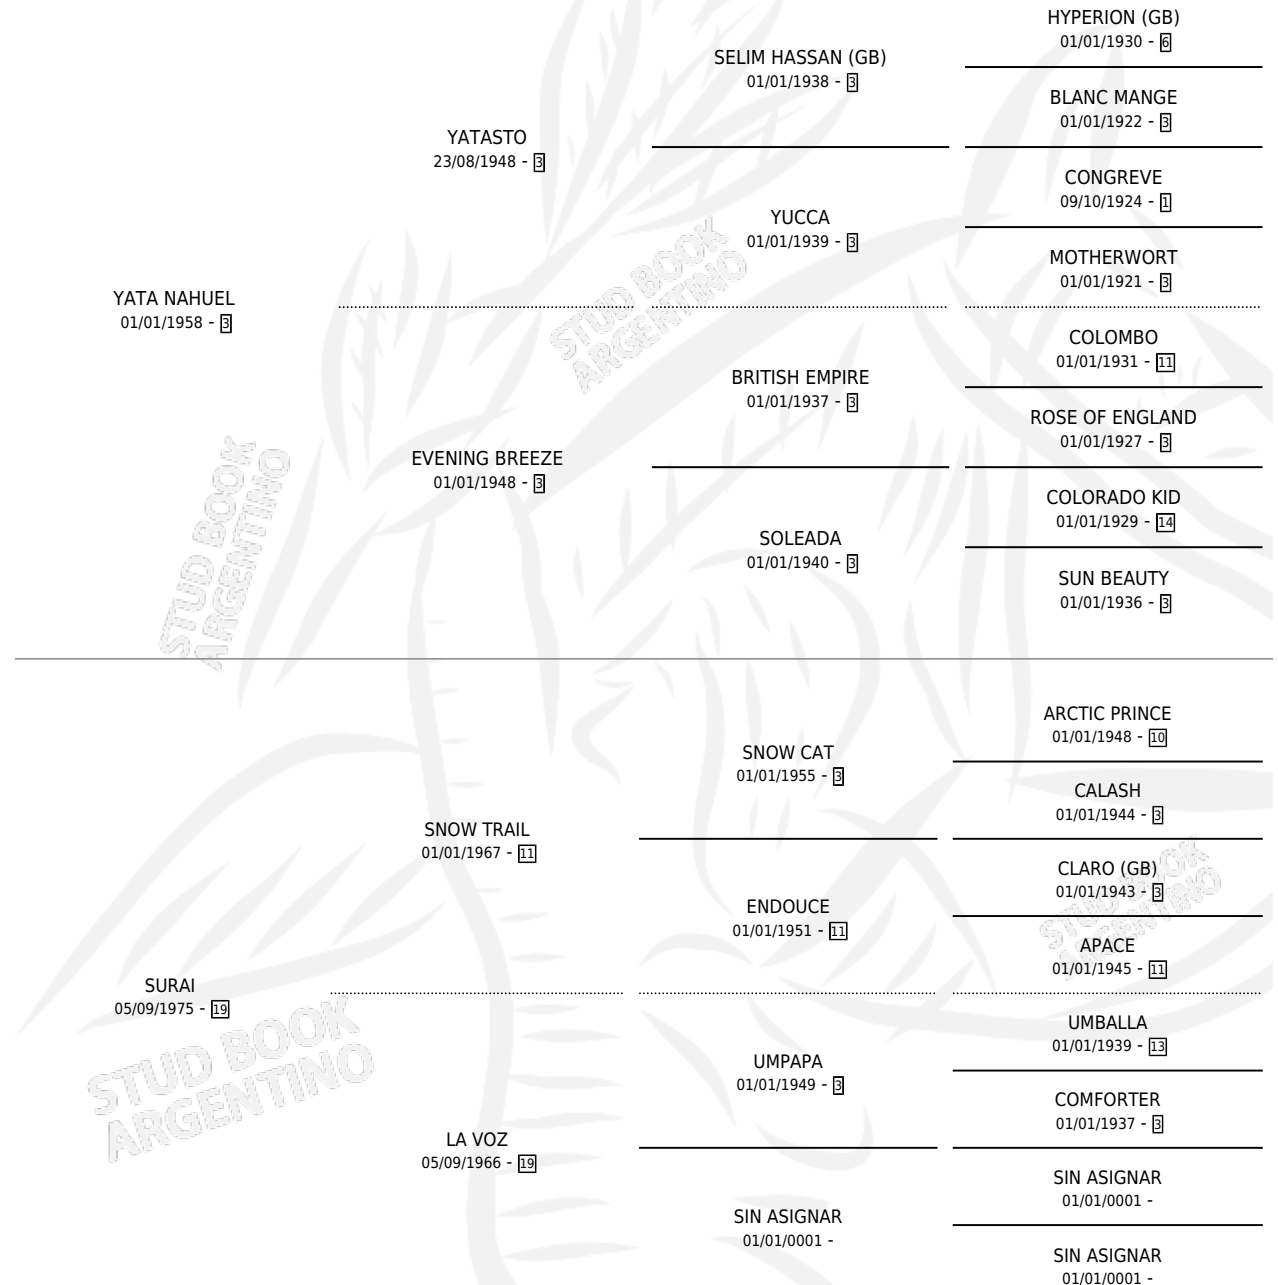 HYPERION (GB)
01/01/1930 - 6
SELIM HASSAN (GB)
01/01/1938 - 3
BLANC MANGE
01/01/1922 - 3
YATASTO
23/08/1948 - 3
CONGREVE
09/10/1924 - 1
YUCCA
01/01/1939 - 3
MOTHERWORT
01/01/1921 - 3
YATA NAHUEL
01/01/1958 - 3
COLOMBO
01/01/1931 - 11
BRITISH EMPIRE
01/01/1937 - 3
ROSE OF ENGLAND
01/01/1927 - 3
EVENING BREEZE
01/01/1948 - 3
COLORADO KID
01/01/1929 - 14
SOLEADA
01/01/1940 - 3
SUN BEAUTY
01/01/1936 - 3
ARCTIC PRINCE
01/01/1948 - 10
SNOW CAT
01/01/1955 - 3
CALASH
01/01/1944 - 3
SNOW TRAIL
01/01/1967 - 11
CLARO (GB)
01/01/1943 - 3
ENDOUCE
01/01/1951 - 11
APACE
01/01/1945 - 11
SURAI
05/09/1975 - 19
UMBALLA
01/01/1939 - 13
UMPAPA
01/01/1949 - 3
COMFORTER
01/01/1937 - 3
LA VOZ
05/09/1966 - 19
SIN ASIGNAR
01/01/0001 -
SIN ASIGNAR
01/01/0001 -
SIN ASIGNAR
01/01/0001 -
STUD BOOK
ARGENTINO
STUD BOOK
ARGENTINO
STUD BOOK
ARGENTINO
STUD BOOK
ARGENTINO